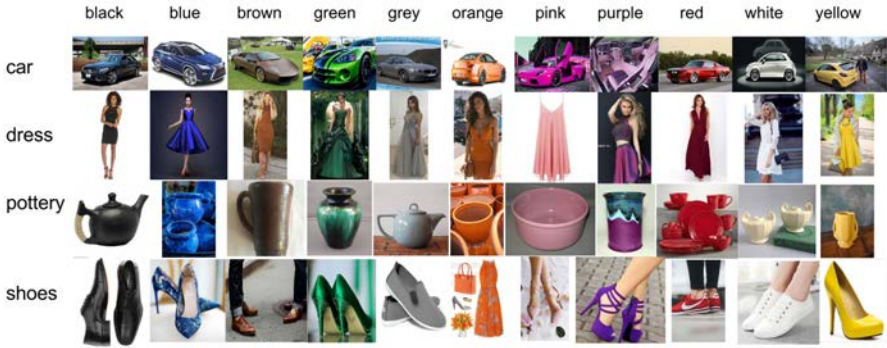 black blue brown green grey orange pink purple red white yellow
car
dress
pottery
shoes